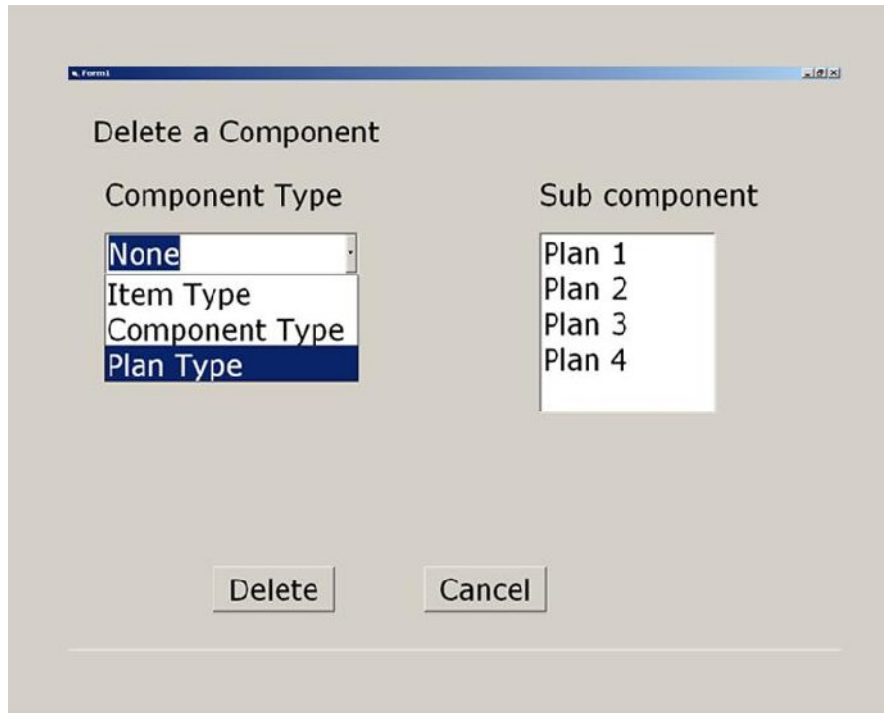 Form1
Delete a Component
Component Type
None
Item Type
Component Type
Plan Type
Sub component
Plan 1
Plan 2
Plan 3
Plan 4
Delete
Cancel